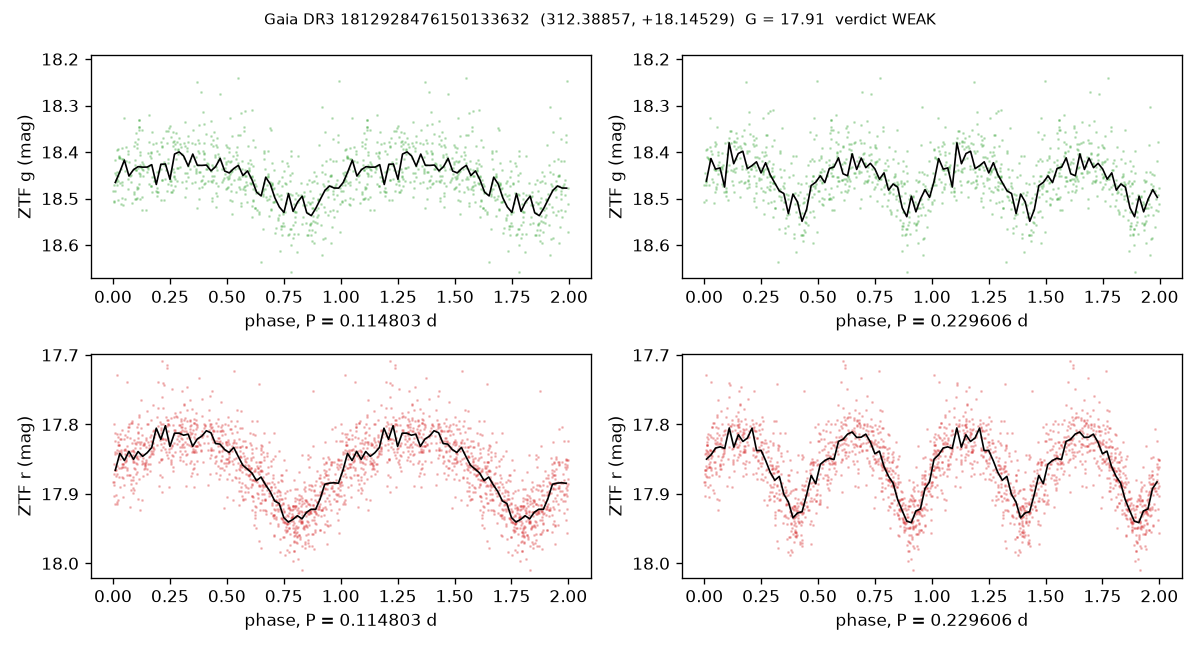 Gaia DR3 1812928476150133632  (312.38857, +18.14529)  G = 17.91  verdict WEAK
ZTF g (mag)
18.2
18.3
18.4
18.5
18.6
0.00 0.25 0.50 0.75 1.00 1.25 1.50 1.75 2.00
phase, P = 0.114803 d
ZTF g (mag)
18.2
18.3
18.4
18.5
18.6
0.00 0.25 0.50 0.75 1.00 1.25 1.50 1.75 2.00
phase, P = 0.229606 d
ZTF r (mag)
17.7
17.8
17.9
18.0
0.00 0.25 0.50 0.75 1.00 1.25 1.50 1.75 2.00
phase, P = 0.114803 d
ZTF r (mag)
17.7
17.8
17.9
18.0
0.00 0.25 0.50 0.75 1.00 1.25 1.50 1.75 2.00
phase, P = 0.229606 d